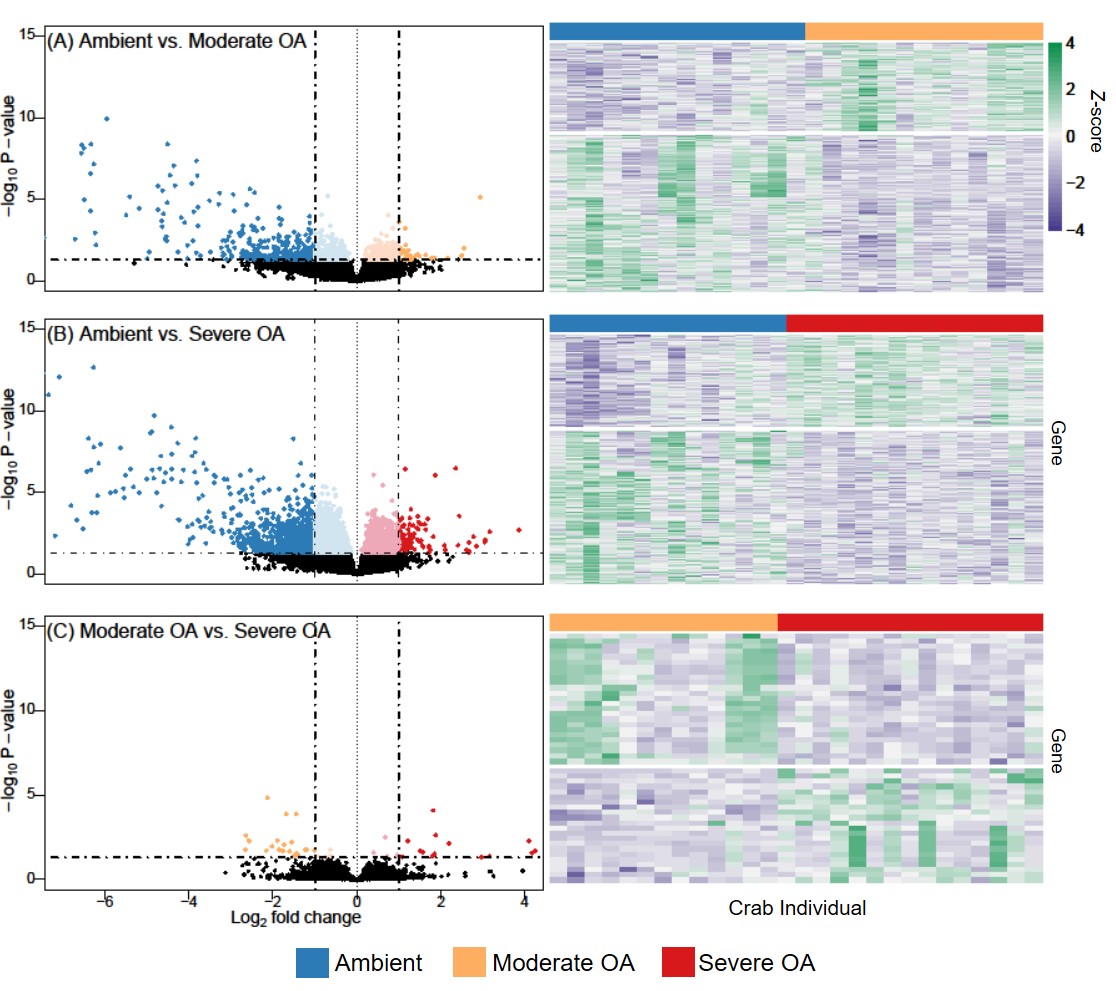 (A) Ambient vs. Moderate OA
15
10
5
0
−log10 P−value
4
2
0
−2
−4
Z-score
(B) Ambient vs. Severe OA
15
10
5
0
−log10 P−value
Gene
(C) Moderate OA vs. Severe OA
15
10
5
0
−log10 P−value
Gene
−6 −4 −2 0 2 4
Log2 fold change
Crab Individual
Ambient Moderate OA Severe OA